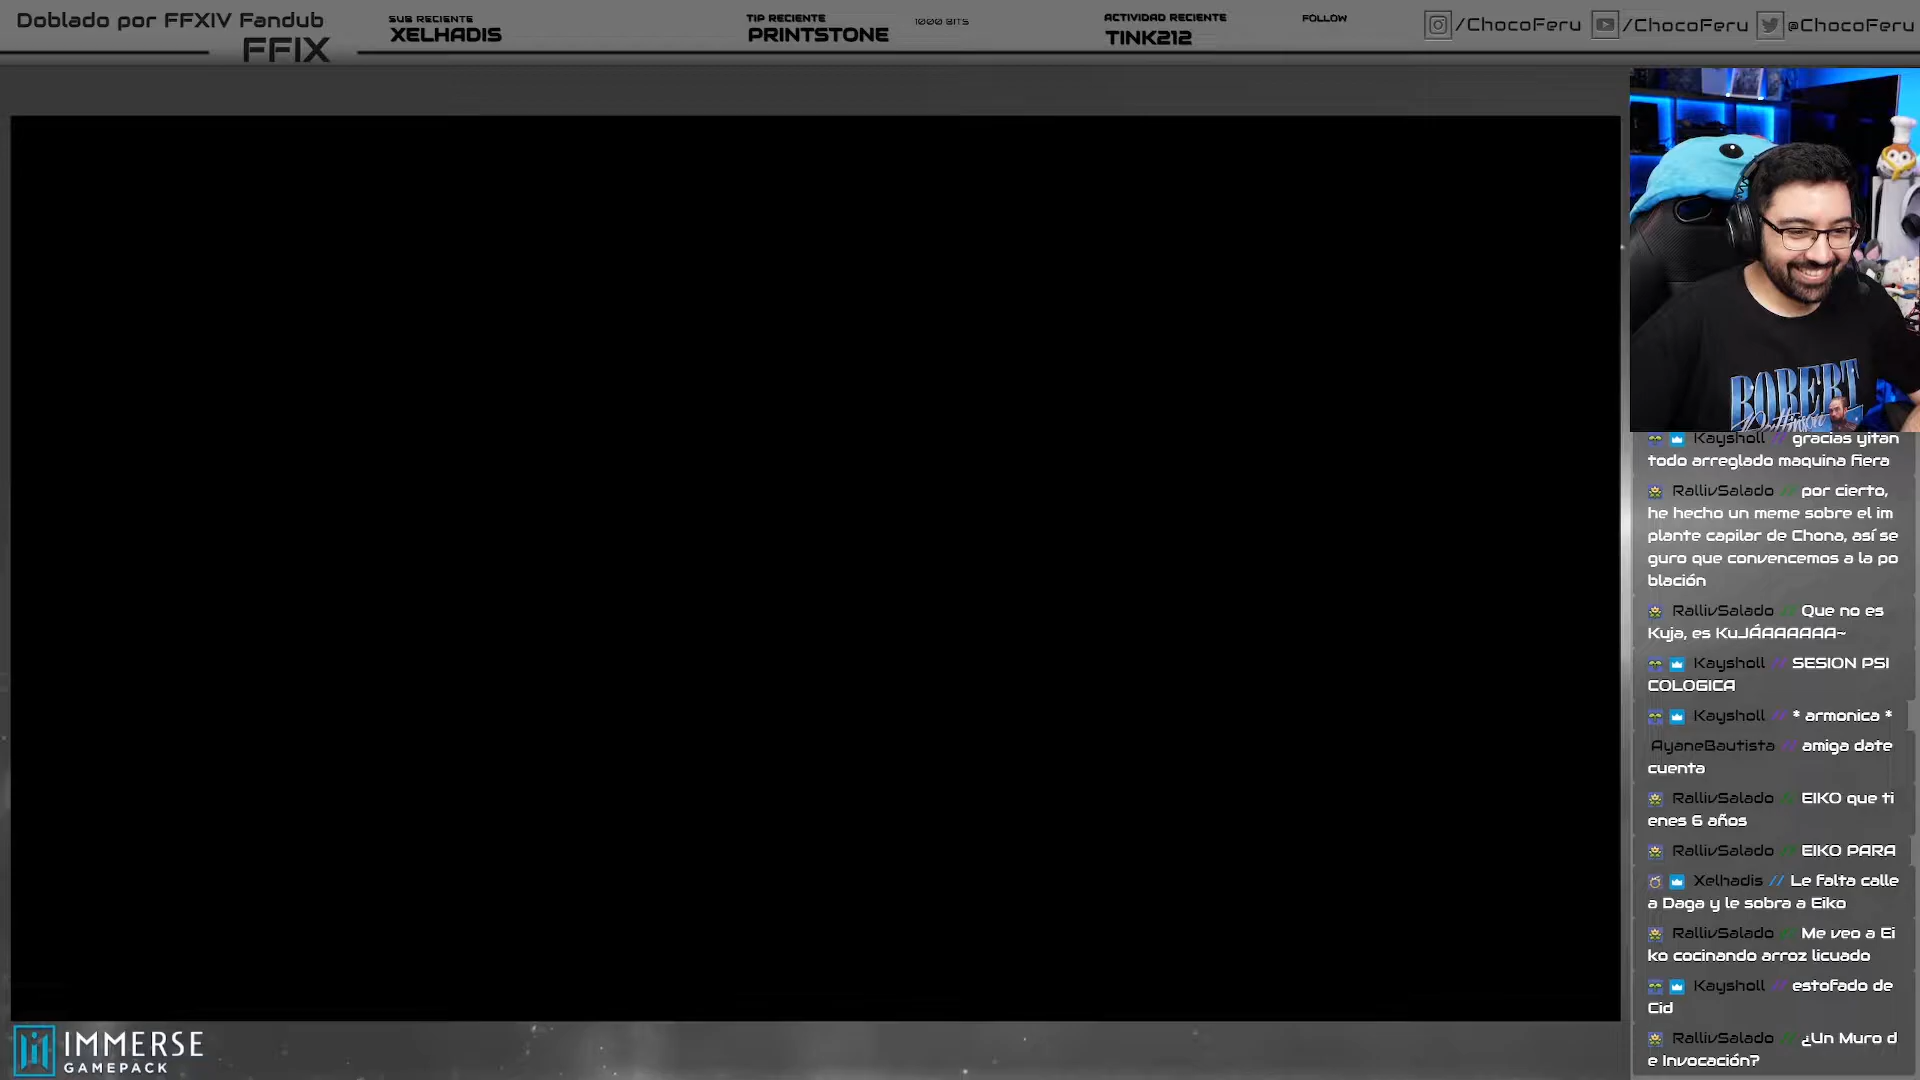 Doblado por FFXIV Fandub
FFIX
SUB RECIENTE
XELHADIS
TIP RECIENTE
PRINTSTONE
1000 BITS
ACTIVIDAD RECIENTE
TINK212
FOLLOW
/ChocoFeru
/ChocoFeru
@ChocoFeru
BOBERT
Kaysholl // gracias yitan
todo arreglado maquina fiera
RallivSalado // por cierto,
he hecho un meme sobre el im
plante capilar de Chona, así se
guro que convencemos a la po
blación
RallivSalado // Que no es
Kuja, es KuJÁAAAAAA~
Kaysholl // SESION PSI
COLOGICA
Kaysholl // * armonica *
AyaneBautista // amiga date
cuenta
RallivSalado // EIKO que ti
enes 6 años
RallivSalado // EIKO PARA
Xelhadis // Le falta calle
a Daga y le sobra a Eiko
RallivSalado // Me veo a Ei
ko cocinando arroz licuado
Kaysholl // estofado de
Cid
RallivSalado // ¿Un Muro d
e Invocación?
IMMERSE
GAMEPACK